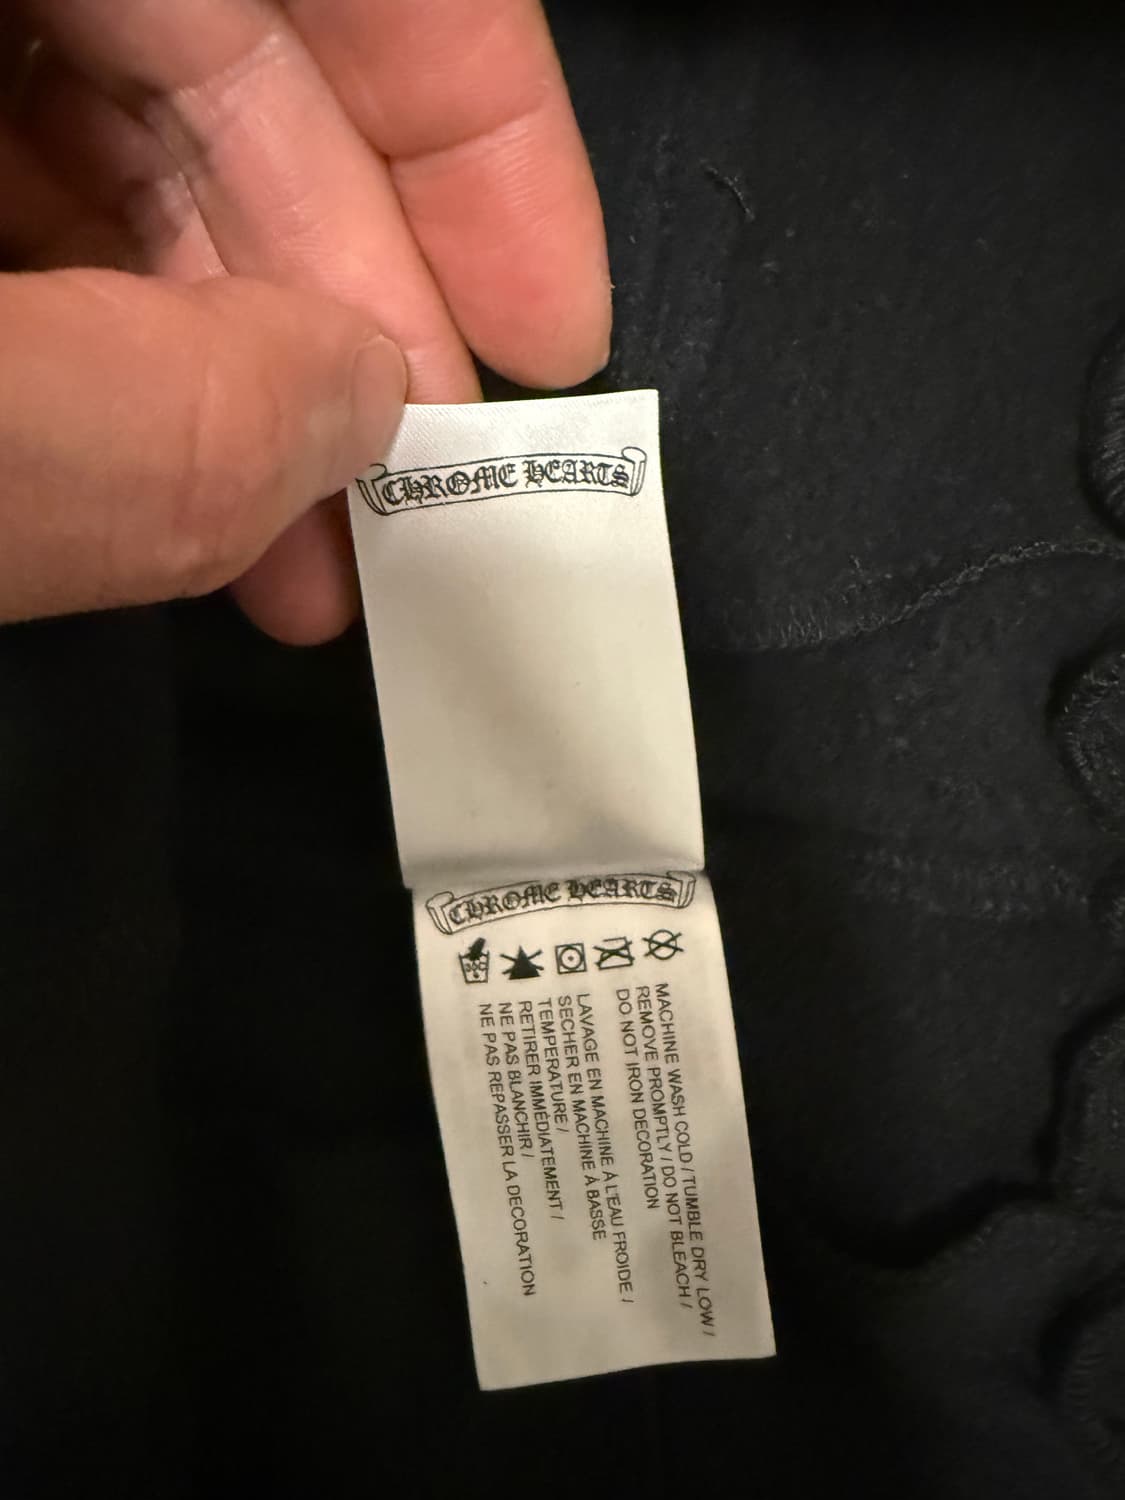 CHROME HEARTS
CHROME HEARTS
MACHINE WASH COLD / TUMBLE DRY LOW /
REMOVE PROMPTLY / DO NOT BLEACH /
DO NOT IRON DECORATION
LAVAGE EN MACHINE À L'EAU FROIDE /
SECHER EN MACHINE À BASSE
TEMPERATURE /
RETIRER IMMÉDIATEMENT /
NE PAS BLANCHIR /
NE PAS REPASSER LA DECORATION